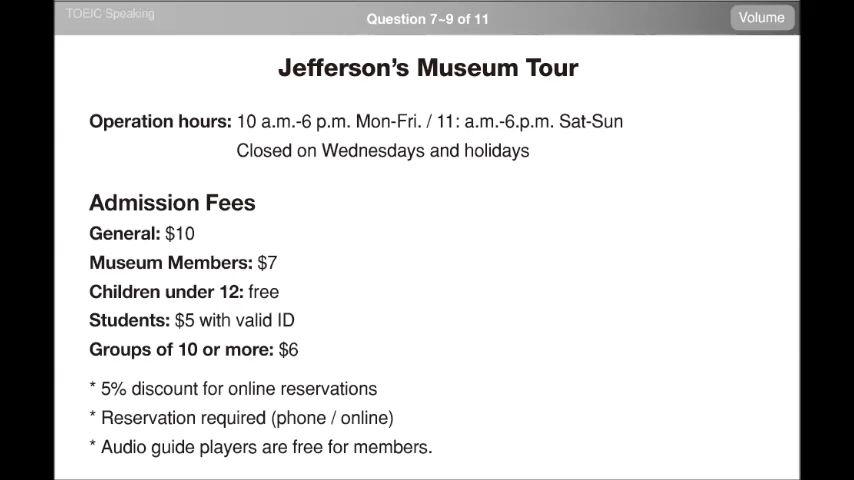 TOEIC Speaking
Question 7~9 of 11
Volume
Jefferson's Museum Tour
Operation hours: 10 a.m.-6 p.m. Mon-Fri. / 11: a.m.-6.p.m. Sat-Sun
Closed on Wednesdays and holidays
Admission Fees
General: $10
Museum Members: $7
Children under 12: free
Students: $5 with valid ID
Groups of 10 or more: $6
* 5% discount for online reservations
* Reservation required (phone / online)
* Audio guide players are free for members.